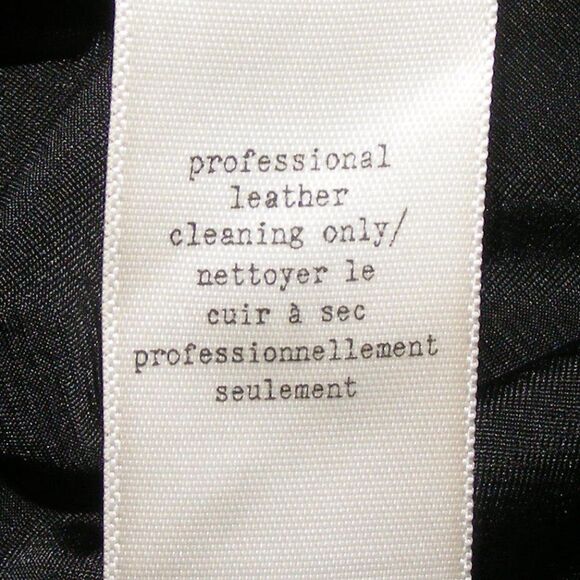 professional
leather
cleaning only/
nettoyer le
cuir à sec
professionnellement
seulement